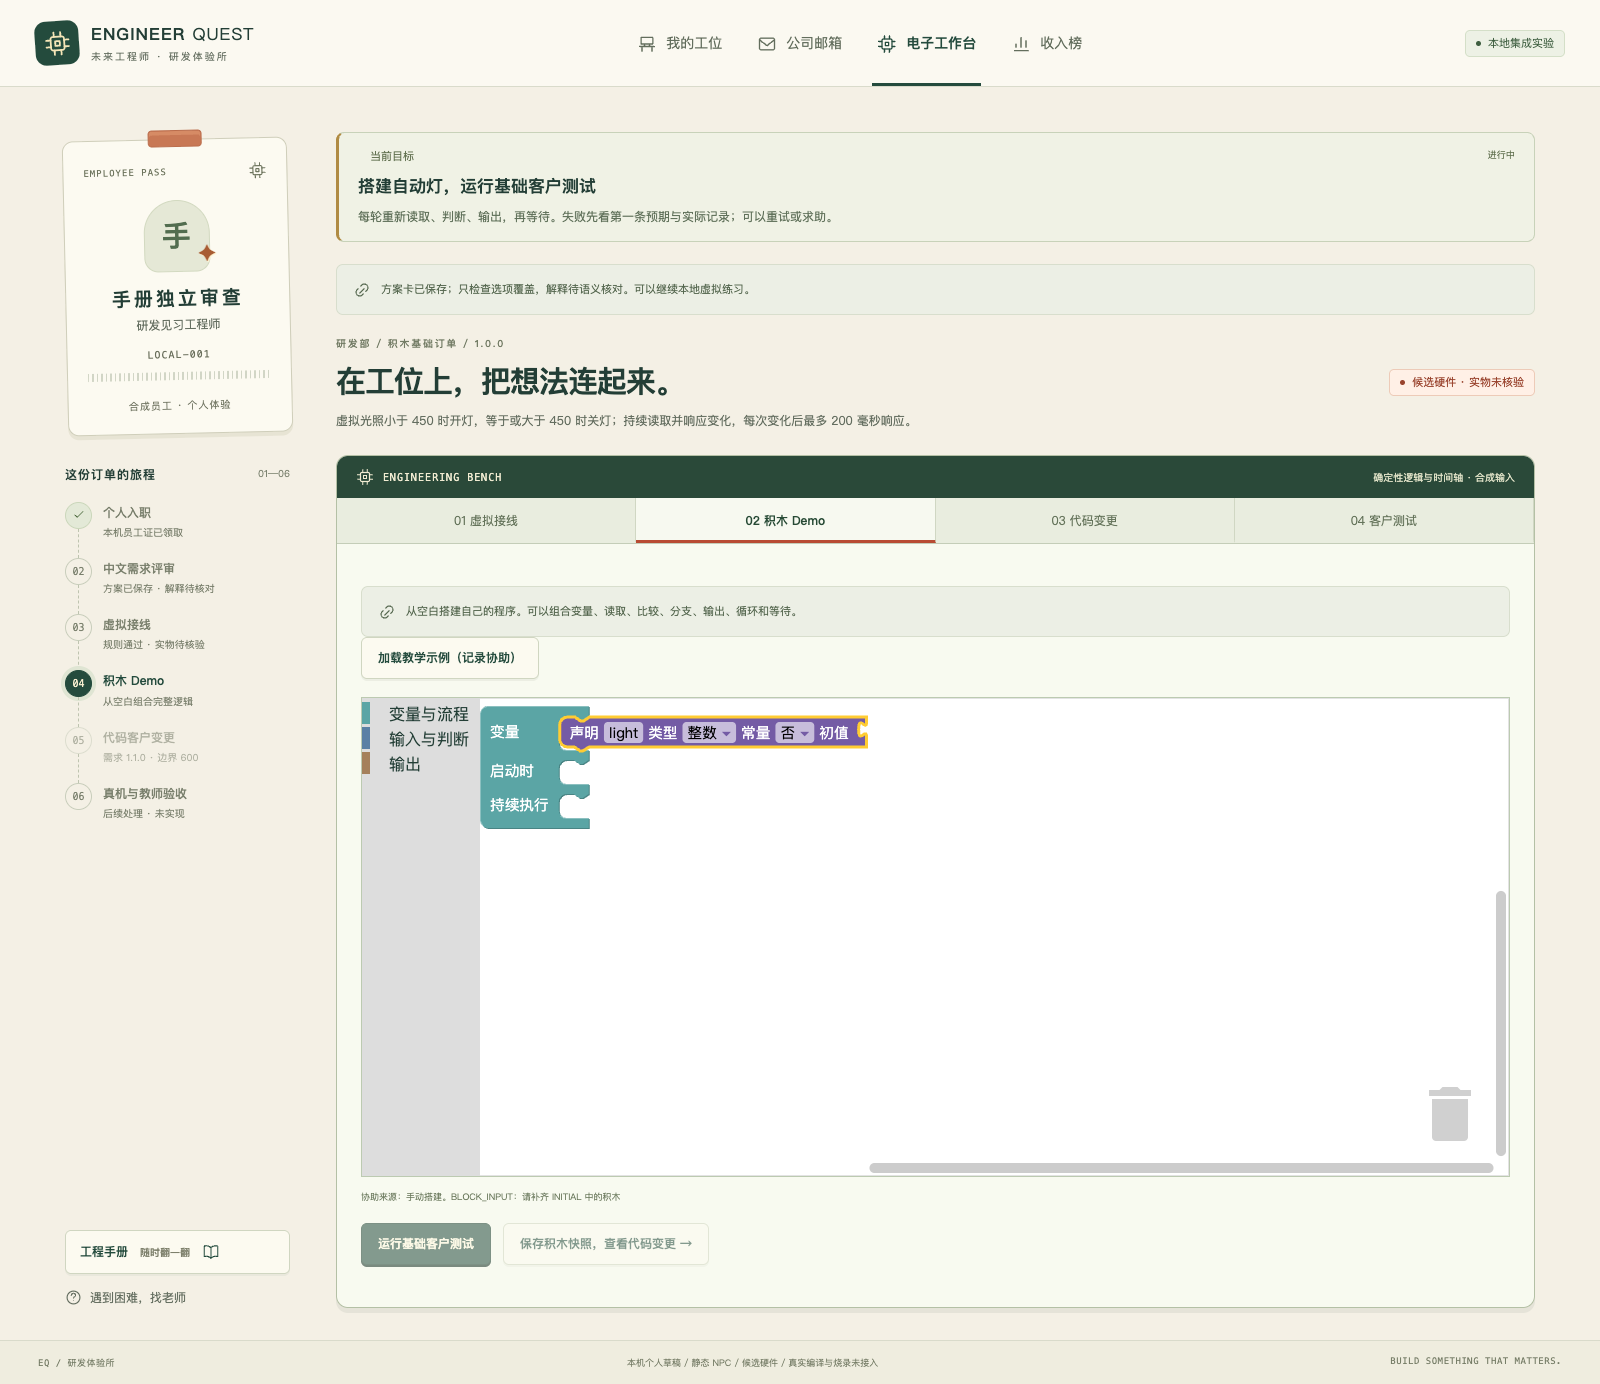 ENGINEER QUEST
未来工程师 · 研发体验所
我的工位
公司邮箱
电子工作台
收入榜
本地集成实验
EMPLOYEE PASS
手
手册独立审查
研发见习工程师
LOCAL-001
合成员工 · 个人体验
这份订单的旅程
01—06
个人入职
本机员工证已领取
02
中文需求评审
方案已保存 · 解释待核对
03
虚拟接线
规则通过 · 实物待核验
04
积木 Demo
从空白组合完整逻辑
05
代码客户变更
需求 1.1.0 · 边界 600
06
真机与教师验收
后续处理 · 未实现
工程手册
随时翻一翻
遇到困难，找老师
当前目标
进行中
搭建自动灯，运行基础客户测试
每轮重新读取、判断、输出，再等待。失败先看第一条预期与实际记录；可以重试或求助。
方案卡已保存；只检查选项覆盖，解释待语义核对。可以继续本地虚拟练习。
研发部 / 积木基础订单 / 1.0.0
在工位上，把想法连起来。
候选硬件 · 实物未核验
虚拟光照小于 450 时开灯，等于或大于 450 时关灯；持续读取并响应变化，每次变化后最多 200 毫秒响应。
ENGINEERING BENCH
确定性逻辑与时间轴 · 合成输入
01 虚拟接线
02 积木 Demo
03 代码变更
04 客户测试
从空白搭建自己的程序。可以组合变量、读取、比较、分支、输出、循环和等待。
加载教学示例（记录协助）
变量与流程
输入与判断
输出
变量
声明 light 类型 整数 常量 否 初值
启动时
持续执行
协助来源：手动搭建。BLOCK_INPUT：请补齐 INITIAL 中的积木
运行基础客户测试
保存积木快照，查看代码变更 →
EQ / 研发体验所
本机个人草稿 / 静态 NPC / 候选硬件 / 真实编译与烧录未接入
BUILD SOMETHING THAT MATTERS.